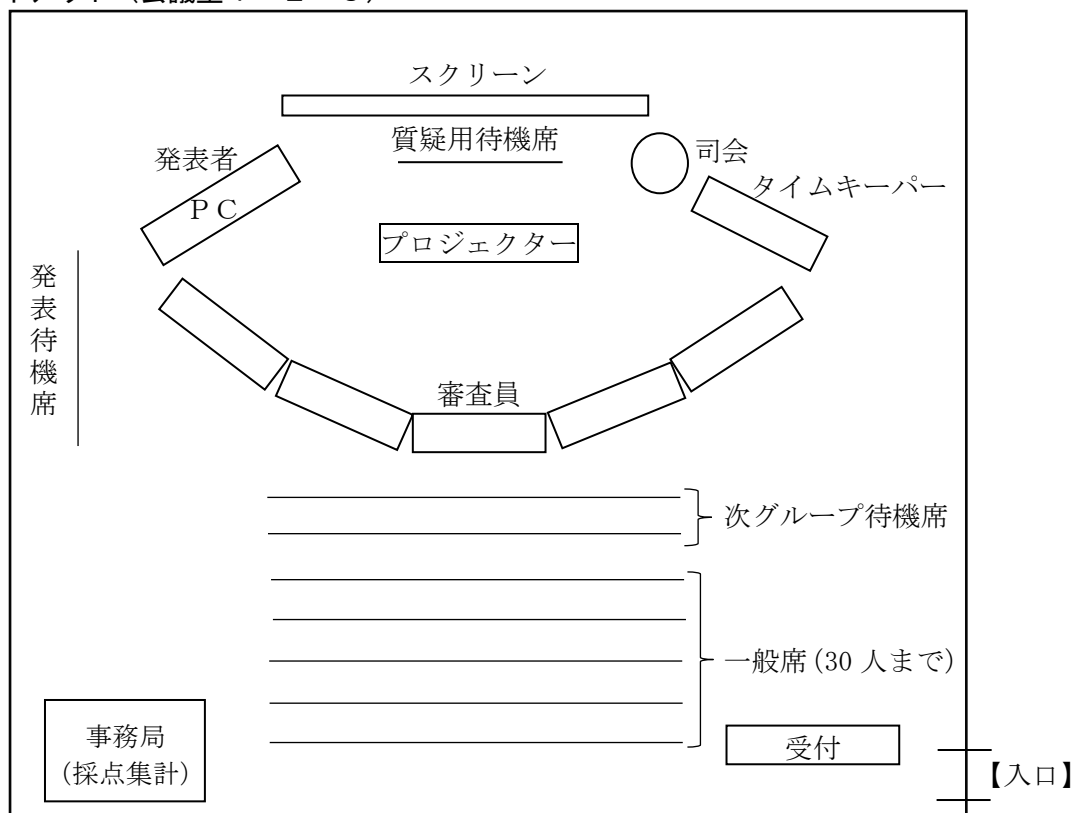 スクリーン
質疑用待機席
発表者
司会
タイムキーパー
ＰＣ
プロジェクター
発表待機席
審査員
次グループ待機席
一般席(30 人まで)
事務局
(採点集計)
受付
【入口】